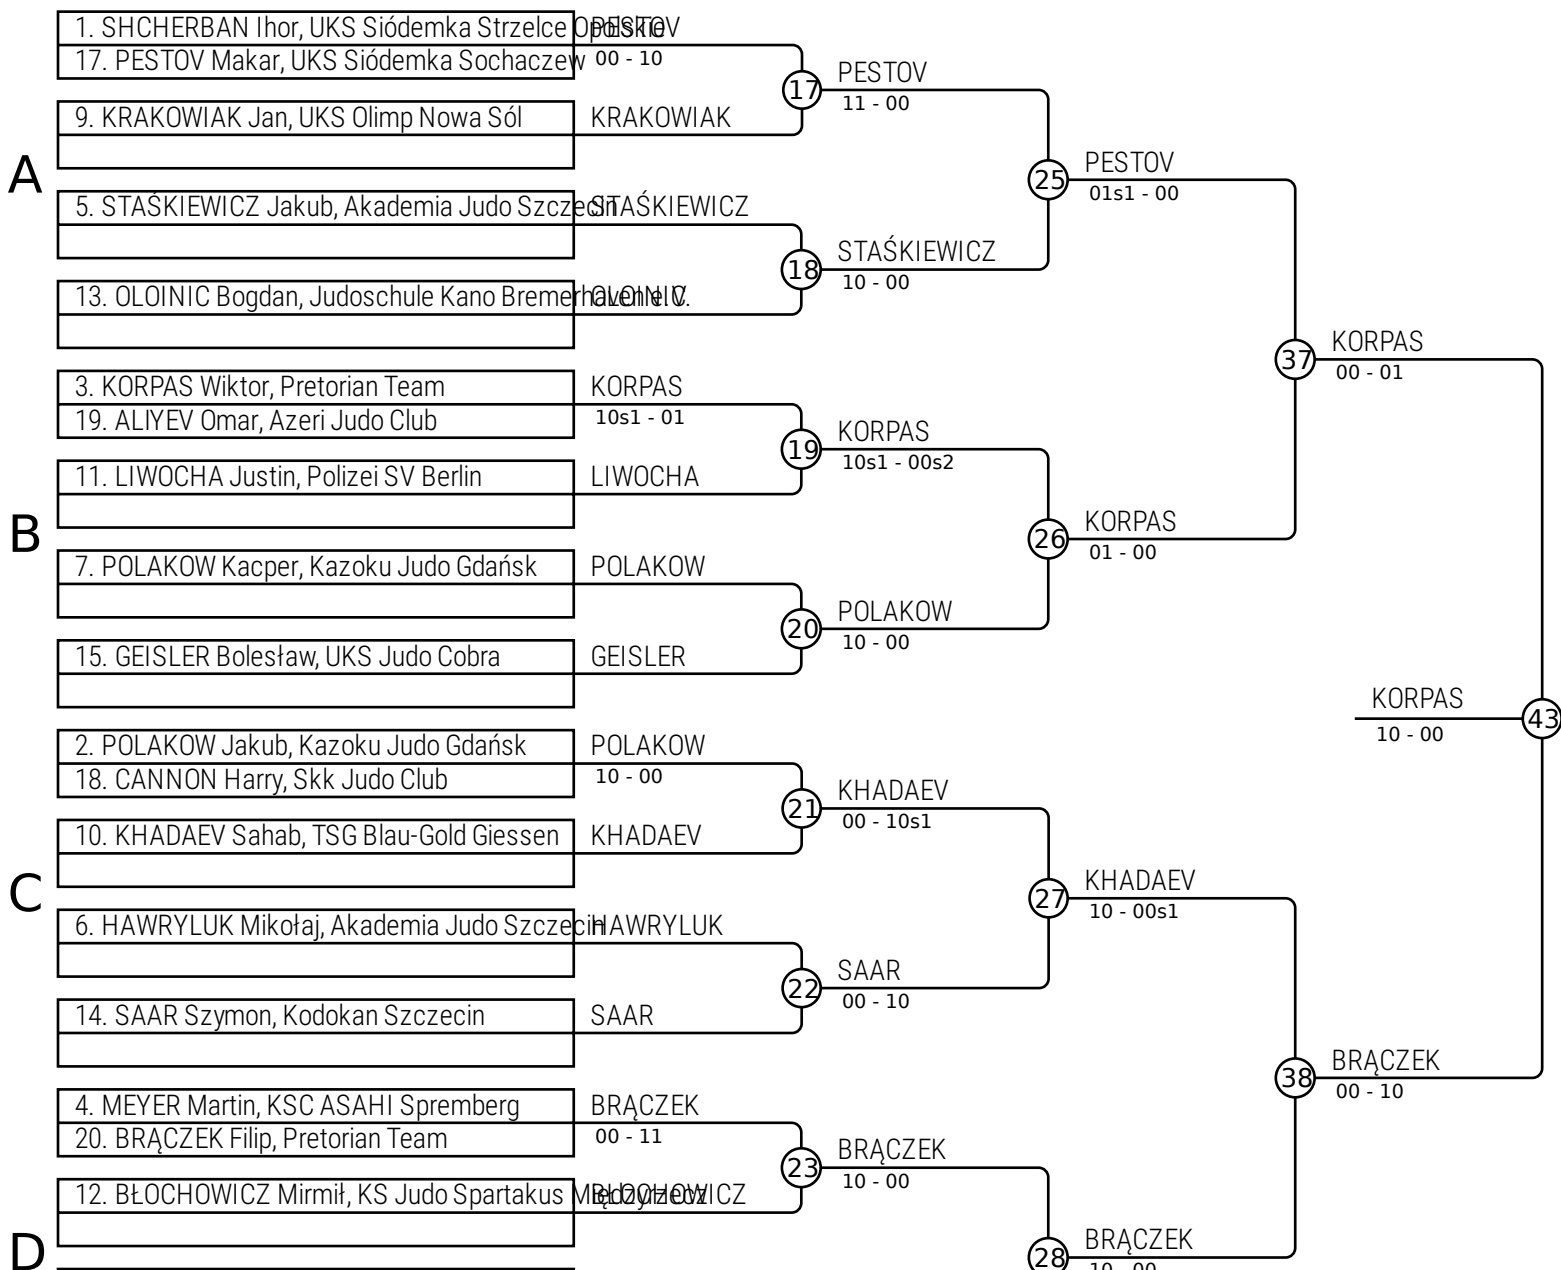 1. SHCHERBAN Ihor, UKS Siódemka Strzelce Opolskie
PESTOV
17. PESTOV Makar, UKS Siódemka Sochaczew
00 - 10
17
PESTOV
11 - 00
9. KRAKOWIAK Jan, UKS Olimp Nowa Sól
KRAKOWIAK
A
25
PESTOV
01s1 - 00
5. STAŚKIEWICZ Jakub, Akademia Judo Szczecin
STAŚKIEWICZ
18
STAŚKIEWICZ
10 - 00
13. OLOINIC Bogdan, Judoschule Kano Bremerhaven e.V.
OLOINIC
37
KORPAS
00 - 01
3. KORPAS Wiktor, Pretorian Team
KORPAS
19. ALIYEV Omar, Azeri Judo Club
10s1 - 01
19
KORPAS
10s1 - 00s2
11. LIWOCHA Justin, Polizei SV Berlin
LIWOCHA
B
26
KORPAS
01 - 00
7. POLAKOW Kacper, Kazoku Judo Gdańsk
POLAKOW
20
POLAKOW
10 - 00
15. GEISLER Bolesław, UKS Judo Cobra
GEISLER
KORPAS
10 - 00
43
2. POLAKOW Jakub, Kazoku Judo Gdańsk
POLAKOW
18. CANNON Harry, Skk Judo Club
10 - 00
21
KHADAEV
00 - 10s1
10. KHADAEV Sahab, TSG Blau-Gold Giessen
KHADAEV
C
27
KHADAEV
10 - 00s1
6. HAWRYLUK Mikołaj, Akademia Judo Szczecin
HAWRYLUK
22
SAAR
00 - 10
14. SAAR Szymon, Kodokan Szczecin
SAAR
38
BRĄCZEK
00 - 10
4. MEYER Martin, KSC ASAHI Spremberg
BRĄCZEK
20. BRĄCZEK Filip, Pretorian Team
00 - 11
23
BRĄCZEK
10 - 00
12. BŁOCHOWICZ Mirmił, KS Judo Spartakus Międzyrzecz
BŁOCHOWICZ
D
28
BRĄCZEK
10 - 00